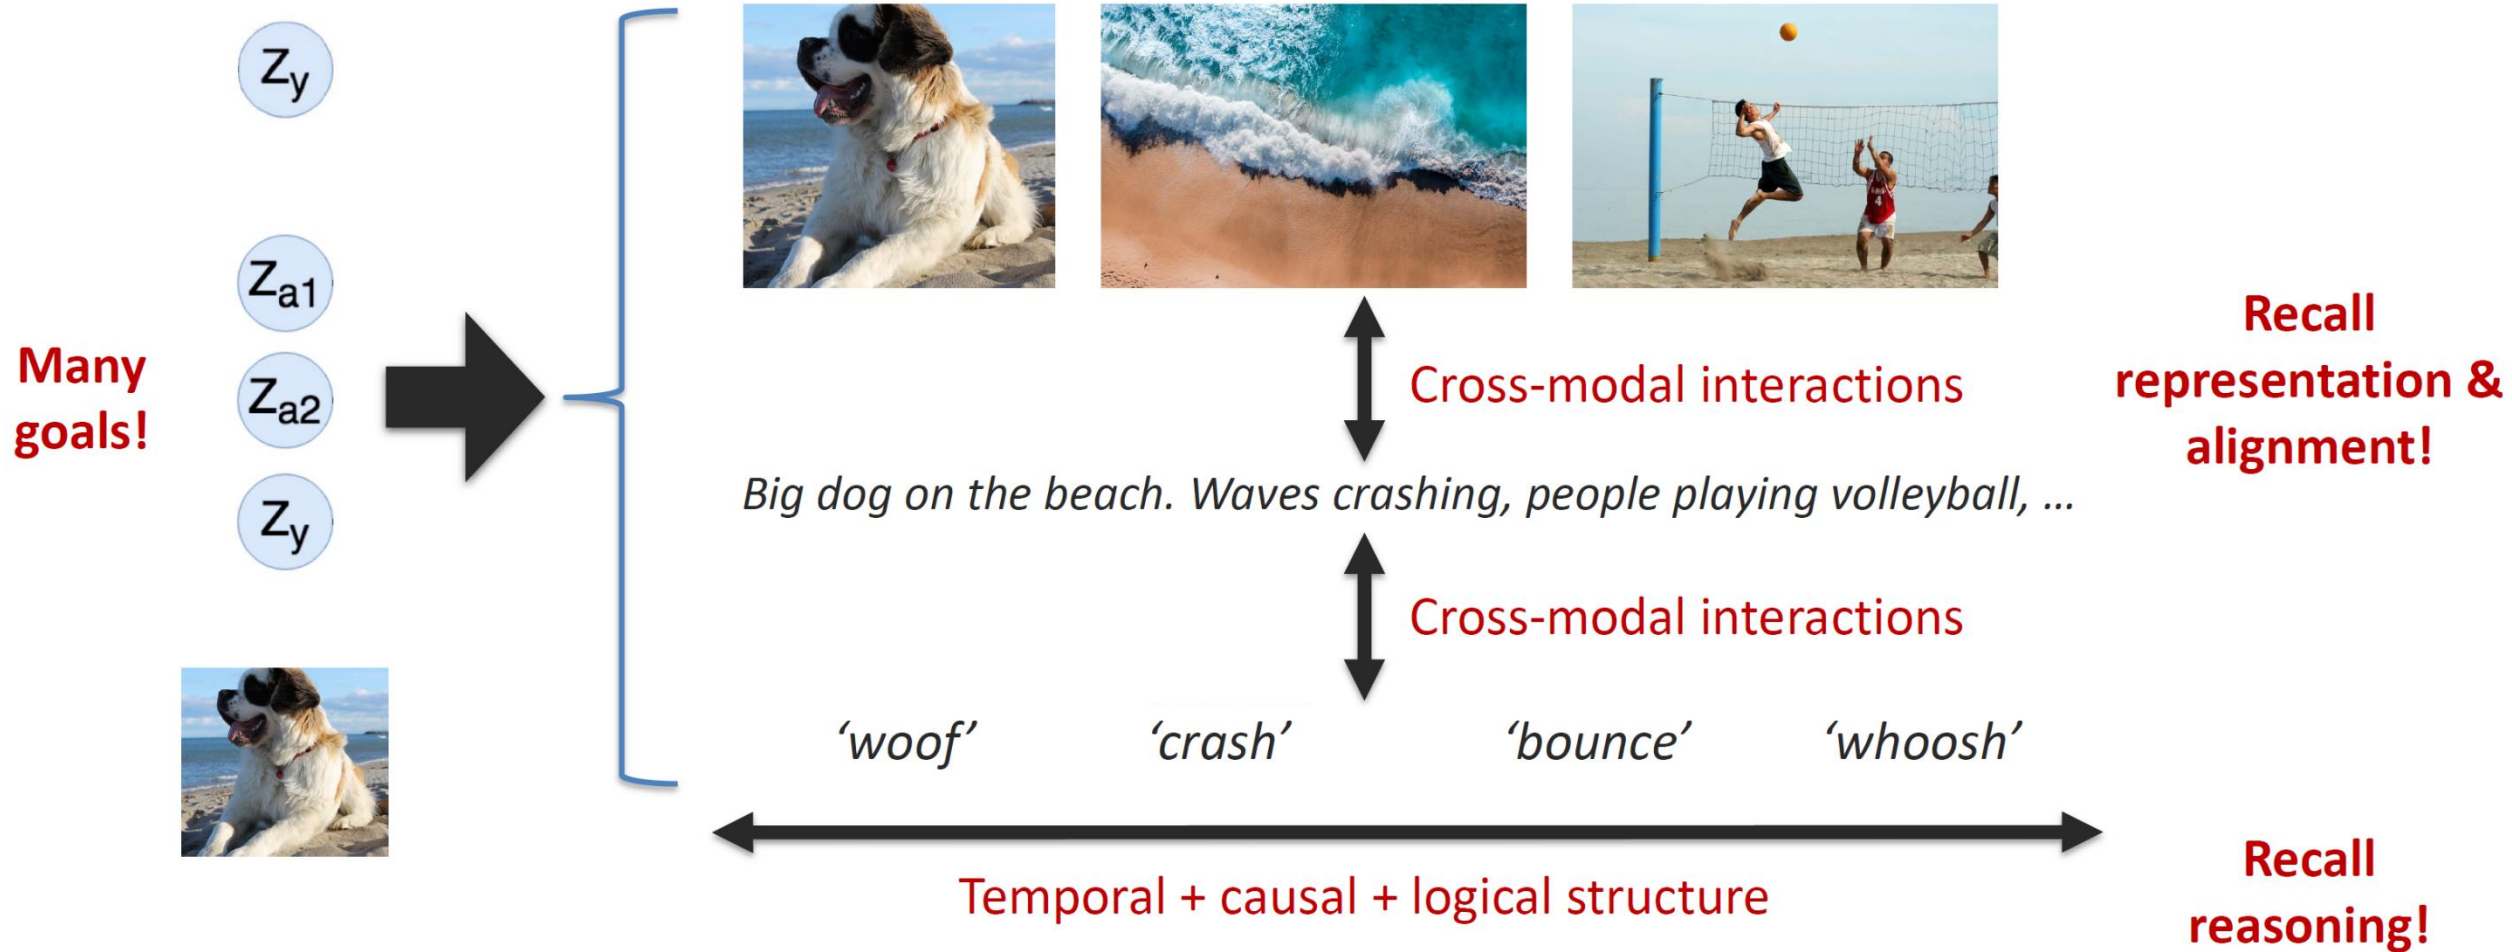 Many
goals!
Zy
Za1
Za2
Zy
4
Cross-modal interactions
Big dog on the beach. Waves crashing, people playing volleyball, ...
Cross-modal interactions
‘woof’ ‘crash’ ‘bounce’ ‘whoosh’
Temporal + causal + logical structure
Recall
representation &
alignment!
Recall
reasoning!